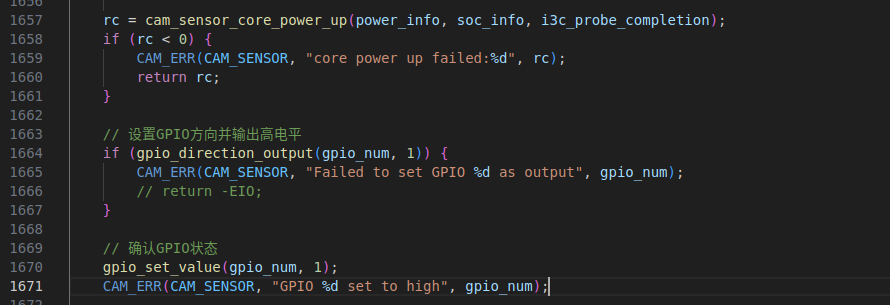 1656
1657 rc = cam_sensor_core_power_up(power_info, soc_info, i3c_probe_completion);
1658 if (rc < 0) {
1659 CAM_ERR(CAM_SENSOR, "core power up failed:%d", rc);
1660 return rc;
1661 }
1662
1663 // 设置GPIO方向并输出高电平
1664 if (gpio_direction_output(gpio_num, 1)) {
1665 CAM_ERR(CAM_SENSOR, "Failed to set GPIO %d as output", gpio_num);
1666 // return -EIO;
1667 }
1668
1669 // 确认GPIO状态
1670 gpio_set_value(gpio_num, 1);
1671 CAM_ERR(CAM_SENSOR, "GPIO %d set to high", gpio_num);
1672